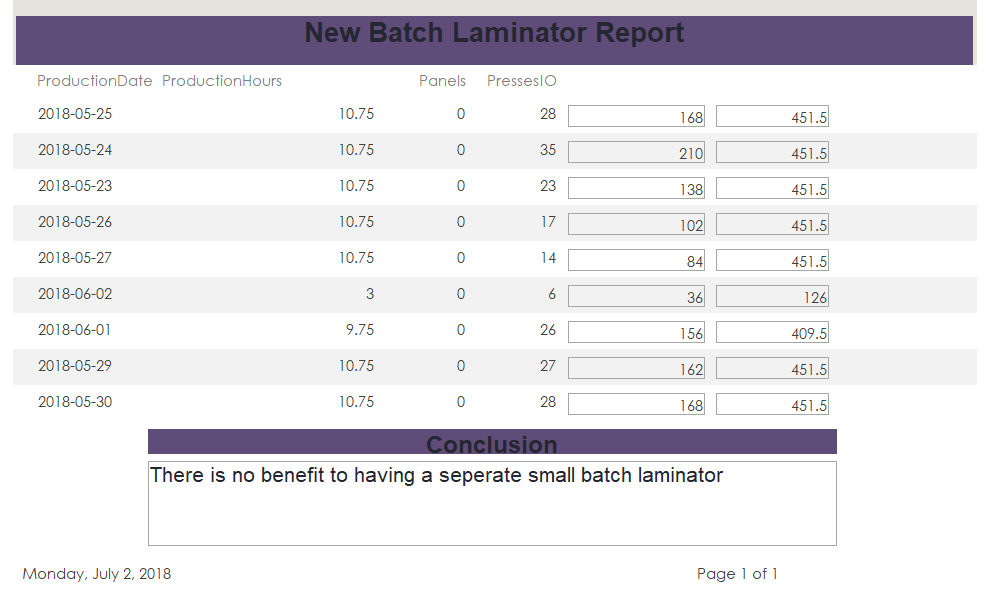 New Batch Laminator Report
ProductionDate ProductionHours Panels PressesIO
2018-05-25 10.75 0 28 168 451.5
2018-05-24 10.75 0 35 210 451.5
2018-05-23 10.75 0 23 138 451.5
2018-05-26 10.75 0 17 102 451.5
2018-05-27 10.75 0 14 84 451.5
2018-06-02 3 0 6 36 126
2018-06-01 9.75 0 26 156 409.5
2018-05-29 10.75 0 27 162 451.5
2018-05-30 10.75 0 28 168 451.5
Conclusion
There is no benefit to having a seperate small batch laminator
Monday, July 2, 2018 Page 1 of 1